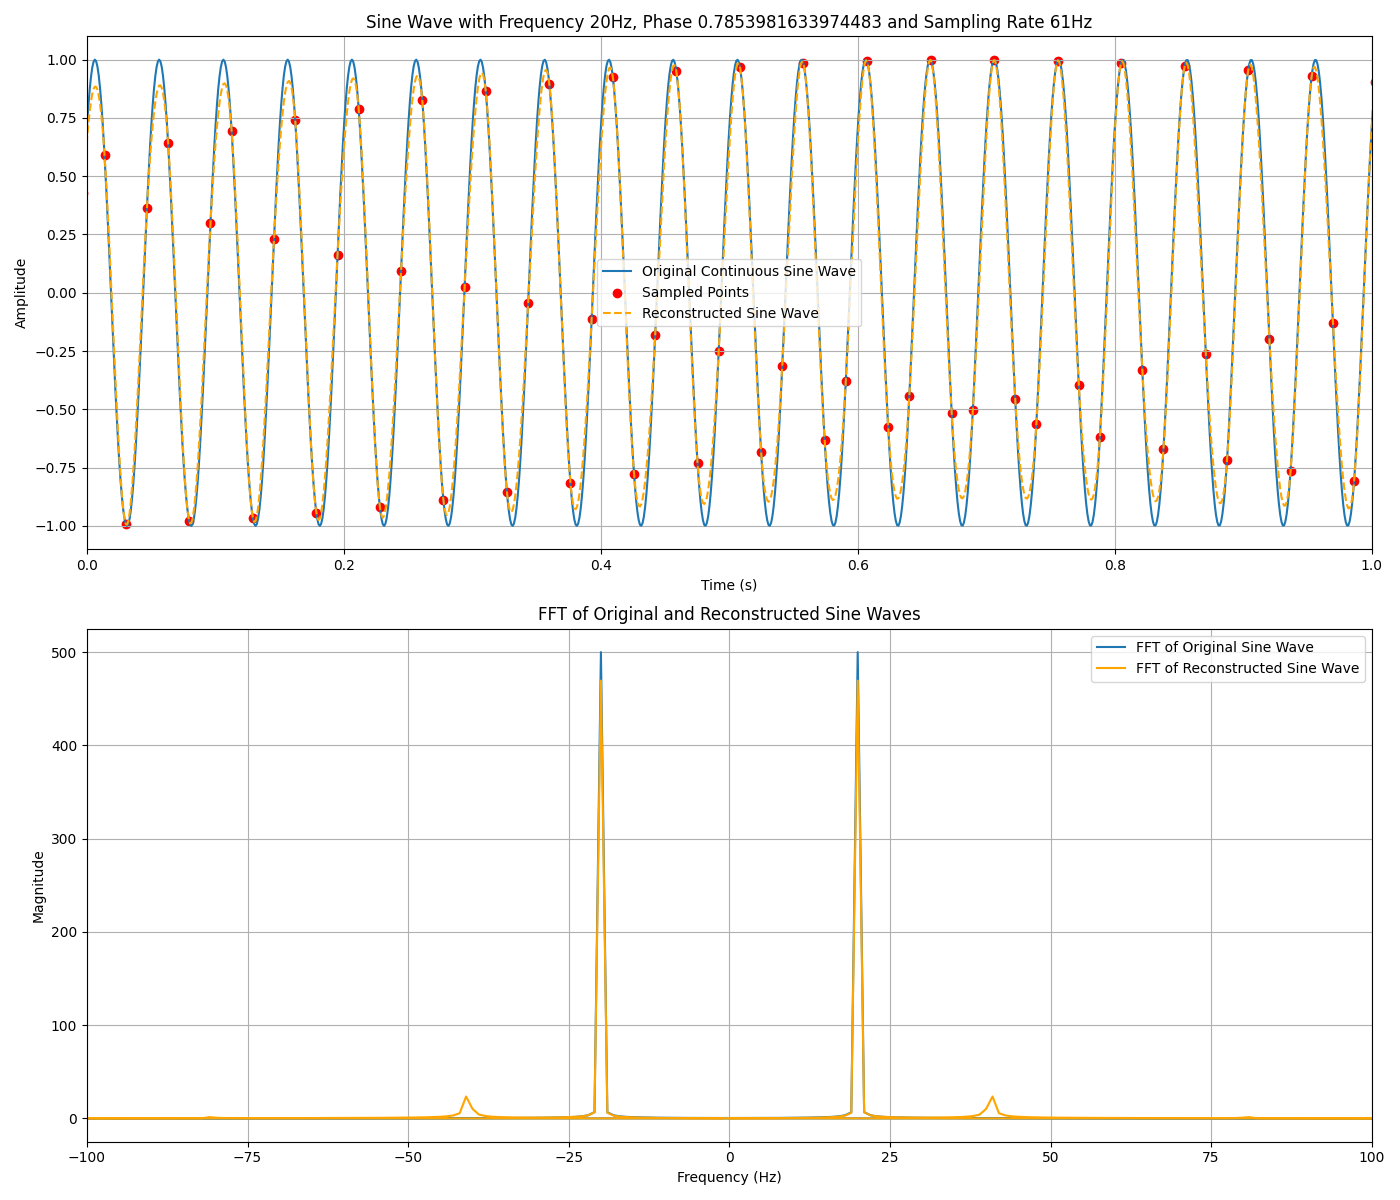 Sine Wave with Frequency 20Hz, Phase 0.7853981633974483 and Sampling Rate 61Hz
1.00
0.75
0.50
0.25
0.00
−0.25
−0.50
−0.75
−1.00
Amplitude
Original Continuous Sine Wave
Sampled Points
Reconstructed Sine Wave
0.0 0.2 0.4 0.6 0.8 1.0
Time (s)
FFT of Original and Reconstructed Sine Waves
500
400
300
200
100
0
Magnitude
FFT of Original Sine Wave
FFT of Reconstructed Sine Wave
−100 −75 −50 −25 0 25 50 75 100
Frequency (Hz)